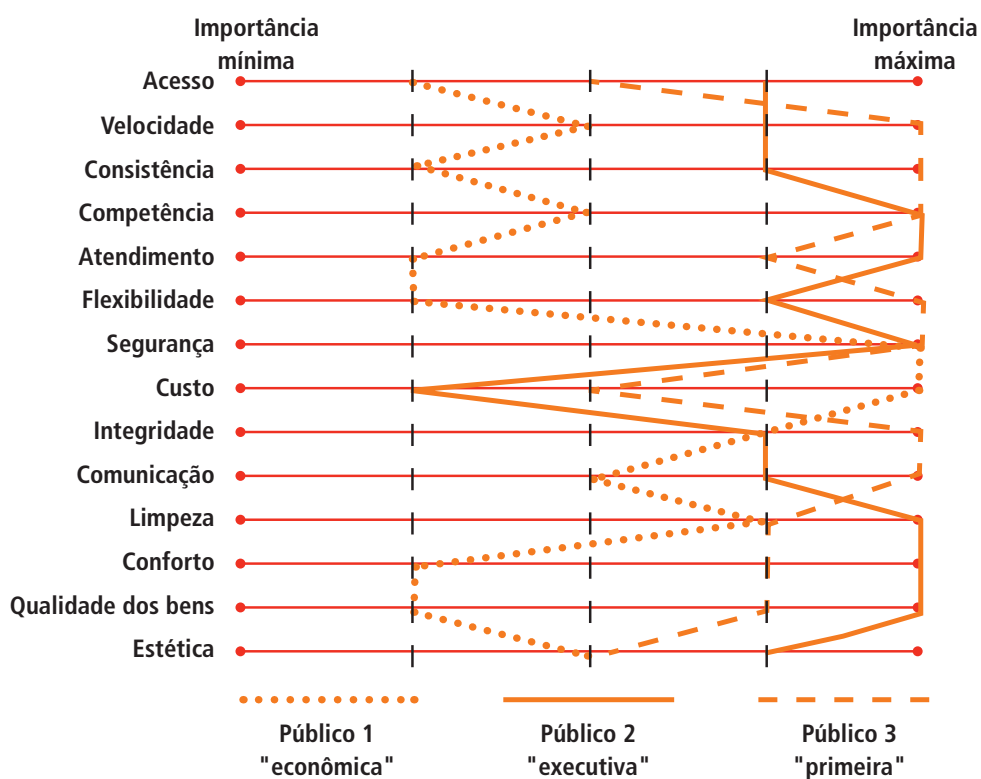 Importância
mínima
Importância
máxima
Acesso
Velocidade
Consistência
Competência
Atendimento
Flexibilidade
Segurança
Custo
Integridade
Comunicação
Limpeza
Conforto
Qualidade dos bens
Estética
Público 1
"econômica"
Público 2
"executiva"
Público 3
"primeira"